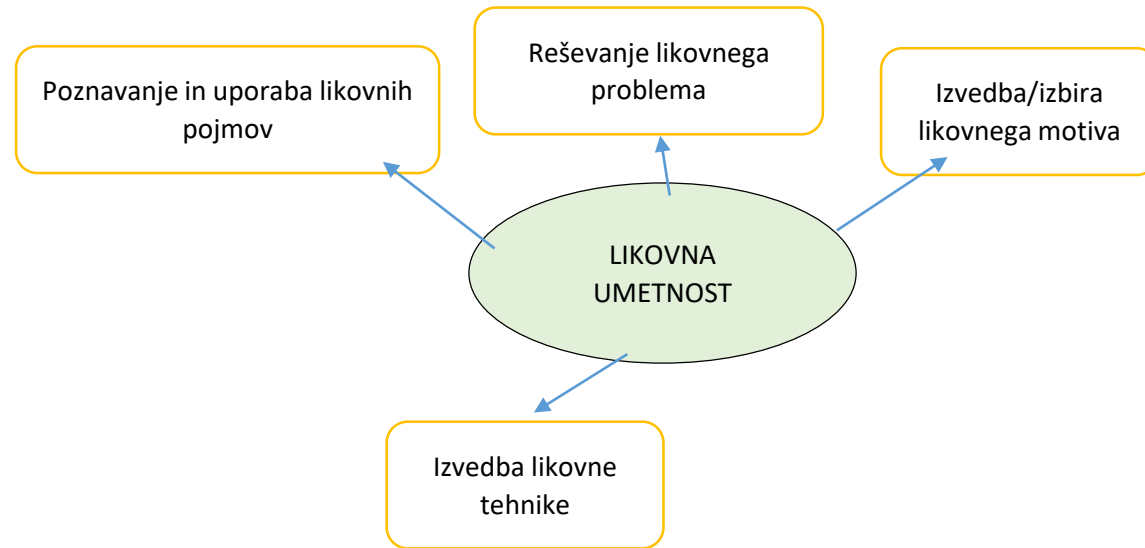 Poznavanje in uporaba likovnih
pojmov
Reševanje likovnega
problema
Izvedba/izbira
likovnega motiva
LIKOVNA
UMETNOST
Izvedba likovne
tehnike